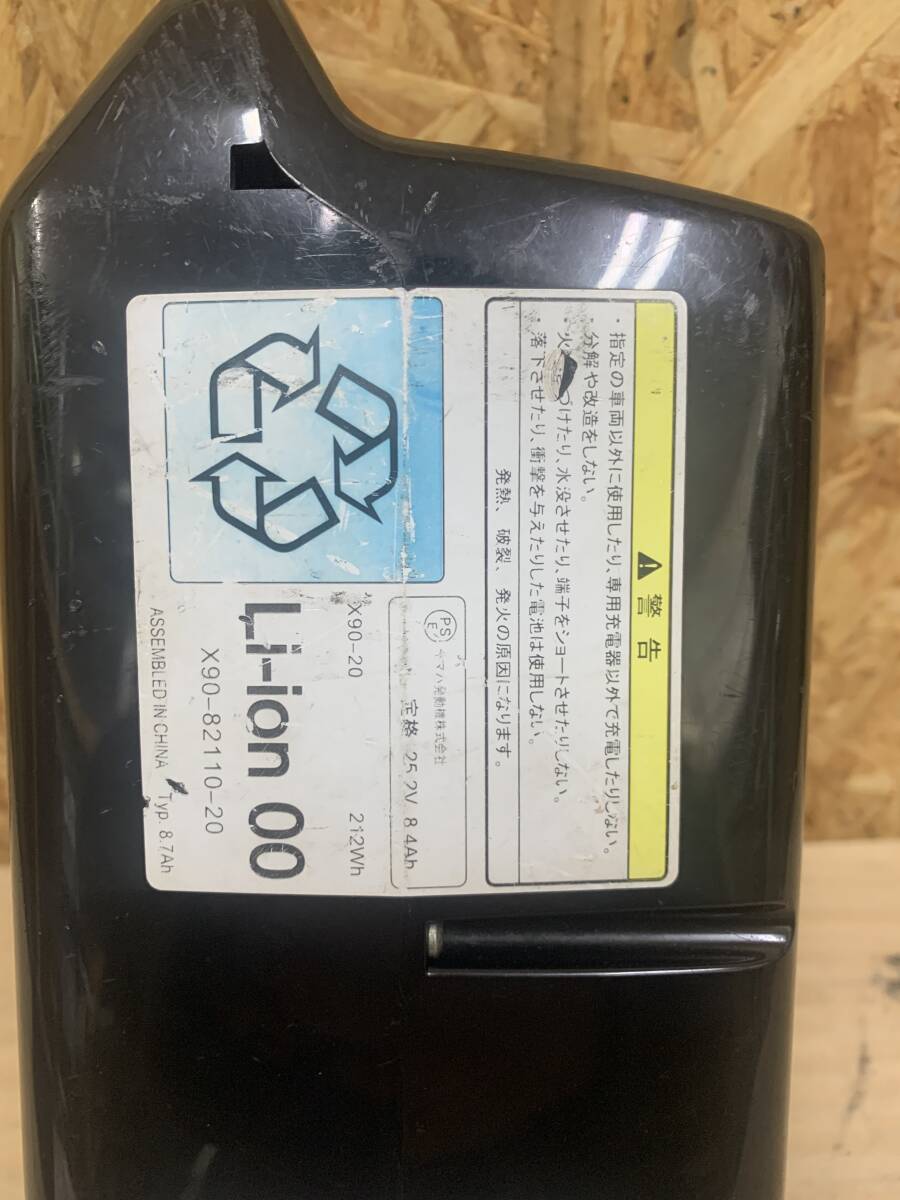 警告
・指定の車両以外に使用したり、専用充電器以外で充電したりしない。
・分解や改造をしない。
・火 つけたり、水没させたり、端子をショートさせたりしない。
・落下させたり、衝撃を与えたりした電池は使用しない。
発熱、破裂、発火の原因になります。
PS
E
マハ発動機株式会社
定格 25.2V 8.4Ah
X90-20 212Wh
Li-ion 00
X90-82110-20
ASSEMBLED IN CHINA Typ. 8.7Ah